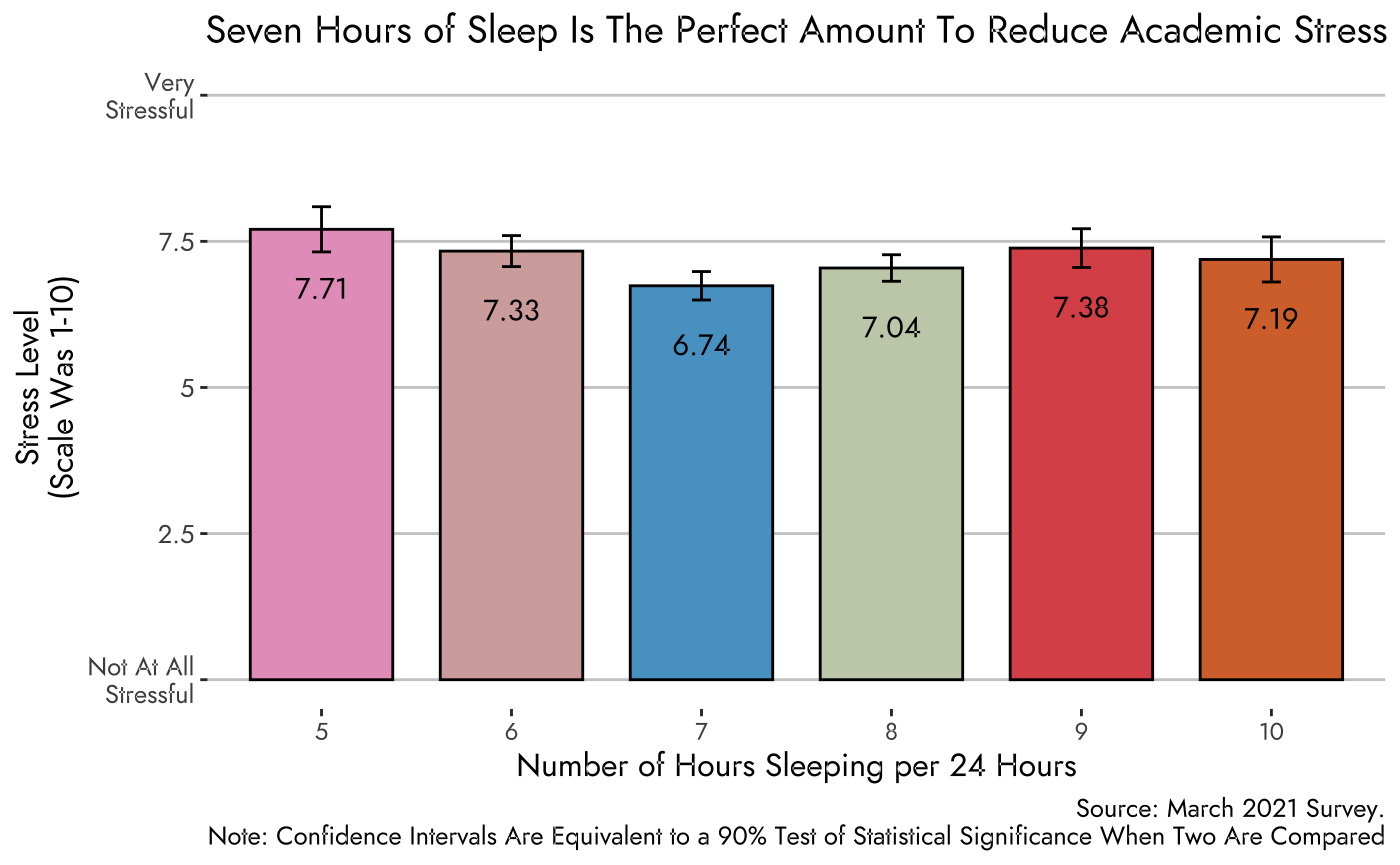 Seven Hours of Sleep Is The Perfect Amount To Reduce Academic Stress
Very
Stressful
7.5
5
2.5
Not At All
Stressful
Stress Level
(Scale Was 1-10)
7.71
7.33
6.74
7.04
7.38
7.19
5
6
7
8
9
10
Number of Hours Sleeping per 24 Hours
Source: March 2021 Survey.
Note: Confidence Intervals Are Equivalent to a 90% Test of Statistical Significance When Two Are Compared